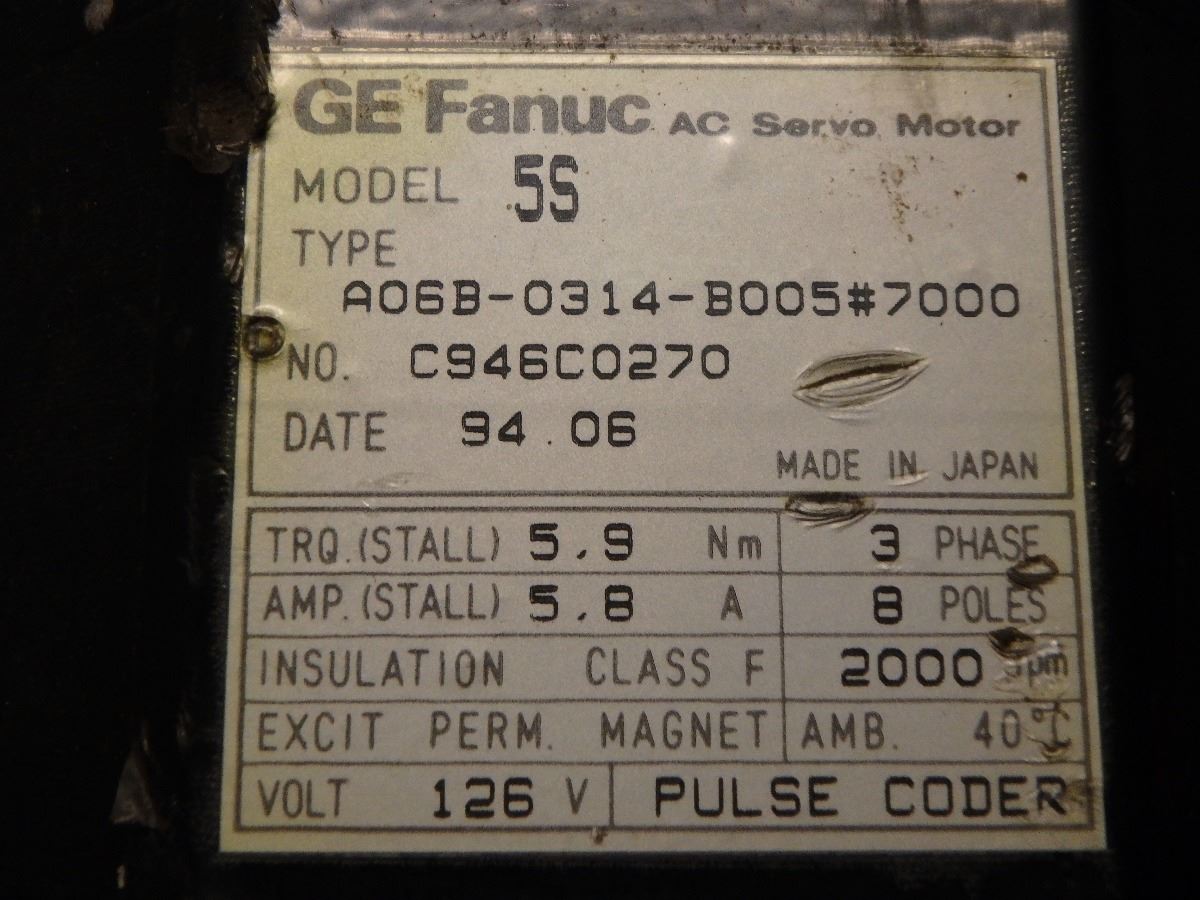 GE Fanuc AC Servo Motor
MODEL 5S
TYPE
A06B-0314-B005#7000
NO. C946C0270
DATE 94.06
MADE IN JAPAN
TRQ.(STALL) 5.9 Nm 3 PHASE
AMP.(STALL) 5.8 A 8 POLES
INSULATION CLASS F 2000 rpm
EXCIT PERM. MAGNET AMB. 40℃
VOLT 126 V PULSE CODER